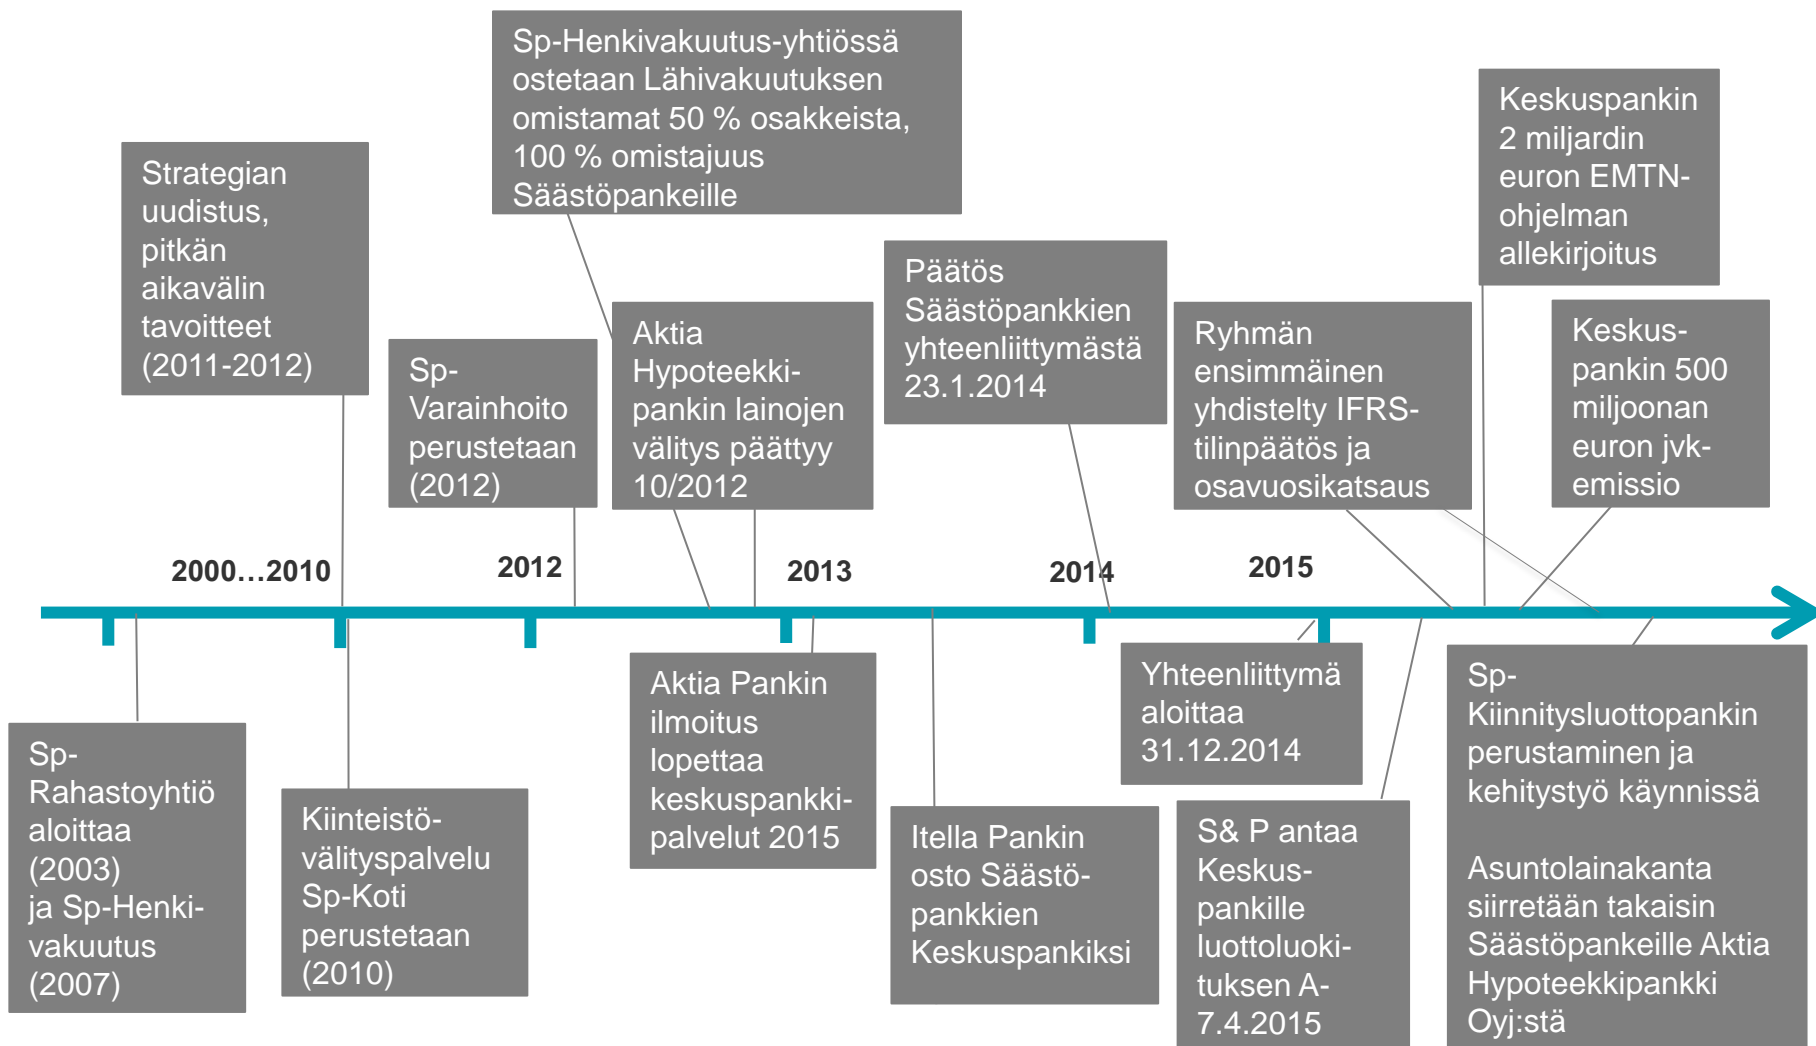 Sp-Henkivakuutus-yhtiössä
ostetaan Lähivakuutuksen
omistamat 50 % osakkeista,
100 % omistajuus
Säästöpankeille
Keskuspankin
2 miljardin
euron EMTN-
ohjelman
allekirjoitus
Strategian
uudistus,
pitkän
aikavälin
tavoitteet
(2011-2012)
Päätös
Säästöpankkien
yhteenliittymästä
23.1.2014
Sp-
Varainhoito
perustetaan
(2012)
Aktia
Hypoteekki-
pankin lainojen
välitys päättyy
10/2012
Ryhmän
ensimmäinen
yhdistelty IFRS-
tilinpäätös ja
osavuosikatsaus
Keskus-
pankin 500
miljoonan
euron jvk-
emissio
2000…2010
2012
2013
2014
2015
Sp-
Rahastoyhtiö
aloittaa
(2003)
ja Sp-Henki-
vakuutus
(2007)
Kiinteistö-
välityspalvelu
Sp-Koti
perustetaan
(2010)
Aktia Pankin
ilmoitus
lopettaa
keskuspankki-
palvelut 2015
Itella Pankin
osto Säästö-
pankkien
Keskuspankiksi
Yhteenliittymä
aloittaa
31.12.2014
S& P antaa
Keskus-
pankille
luottoluoki-
tuksen A-
7.4.2015
Sp-
Kiinnitysluottopankin
perustaminen ja
kehitystyö käynnissä
Asuntolainakanta
siirretään takaisin
Säästöpankeille Aktia
Hypoteekkipankki
Oyj:stä